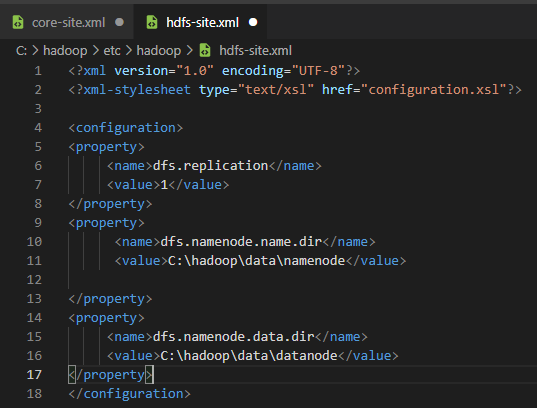 core-site.xml hdfs-site.xml
C: > hadoop > etc > hadoop > hdfs-site.xml
1 <?xml version="1.0" encoding="UTF-8"?>
2 <?xml-stylesheet type="text/xsl" href="configuration.xsl"?>
3
4 <configuration>
5 <property>
6 <name>dfs.replication</name>
7 <value>1</value>
8 </property>
9 <property>
10 <name>dfs.namenode.name.dir</name>
11 <value>C:\hadoop\data\namenode</value>
12
13 </property>
14 <property>
15 <name>dfs.namenode.data.dir</name>
16 <value>C:\hadoop\data\datanode</value>
17 </property>
18 </configuration>